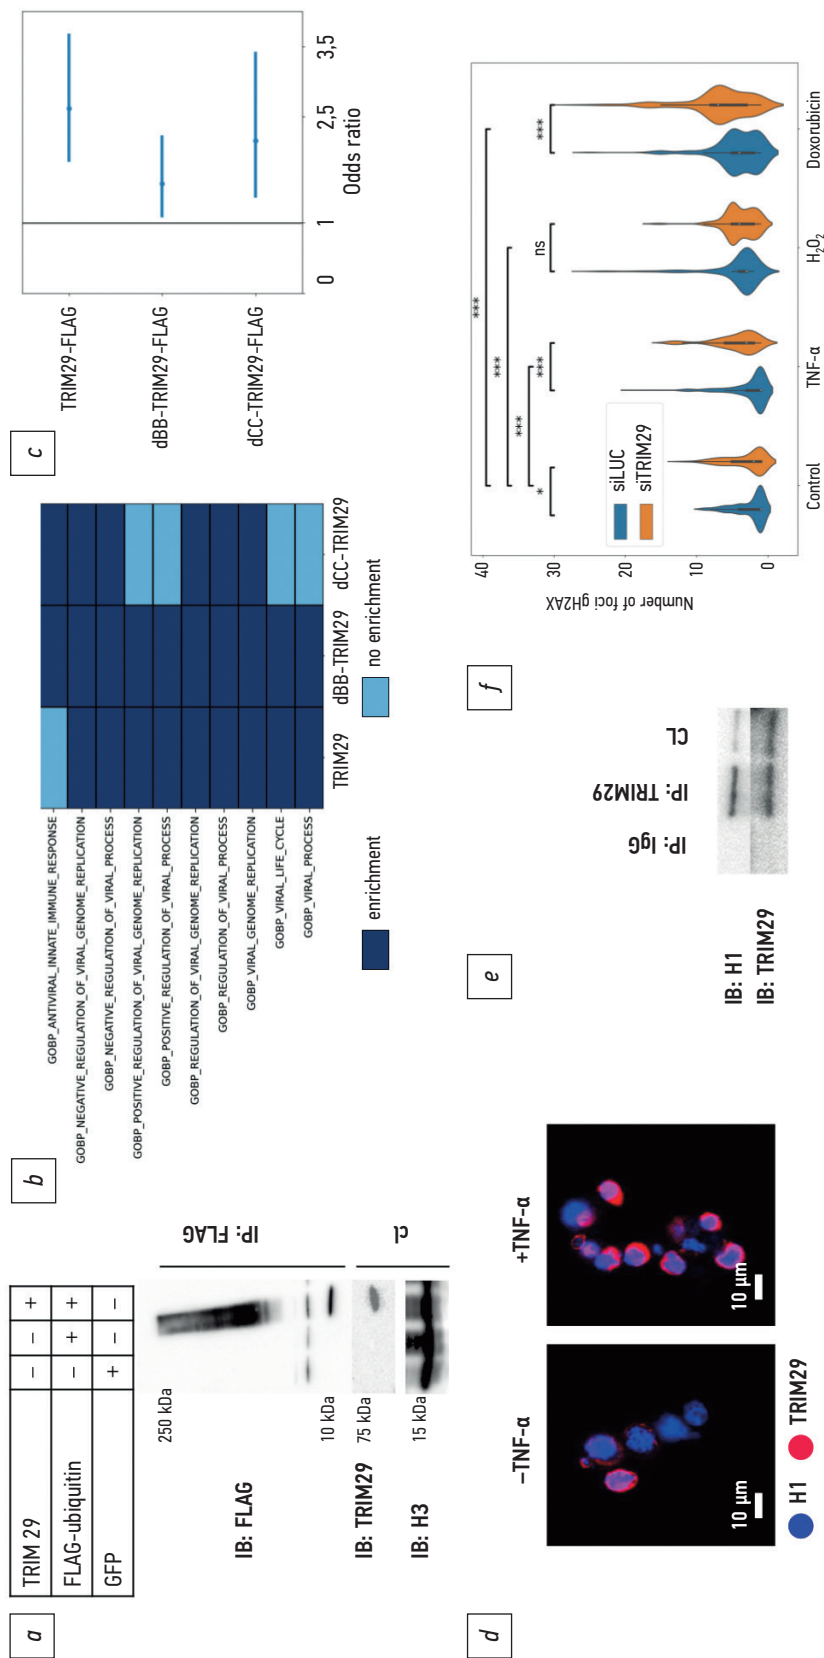 a
TRIM 29 – – +
FLAG-ubiquitin – + +
GFP + – –
250 kDa
IB: FLAG
10 kDa
IP: FLAG
IB: TRIM29
75 kDa
IB: H3
15 kDa
cl
b
GOBP_ANTIVIRAL_INNATE_IMMUNE_RESPONSE
GOBP_NEGATIVE_REGULATION_OF_VIRAL_GENOME_REPLICATION
GOBP_NEGATIVE_REGULATION_OF_VIRAL_PROCESS
GOBP_POSITIVE_REGULATION_OF_VIRAL_GENOME_REPLICATION
GOBP_POSITIVE_REGULATION_OF_VIRAL_PROCESS
GOBP_REGULATION_OF_VIRAL_GENOME_REPLICATION
GOBP_REGULATION_OF_VIRAL_PROCESS
GOBP_VIRAL_GENOME_REPLICATION
GOBP_VIRAL_LIFE_CYCLE
GOBP_VIRAL_PROCESS
TRIM29 dBB-TRIM29 dCC-TRIM29
enrichment no enrichment
c
TRIM29-FLAG
dBB-TRIM29-FLAG
dCC-TRIM29-FLAG
0 1 2,5 3,5
Odds ratio
d
–TNF-α +TNF-α
10 µm 10 µm
H1 TRIM29
e
IP: IgG IP: TRIM29 CL
IB: H1
IB: TRIM29
f
Number of foci gH2AX
40
30
20
10
0
siLUC
siTRIM29
*
***
***
***
***
ns
***
Control TNF-α H₂O₂ Doxorubicin